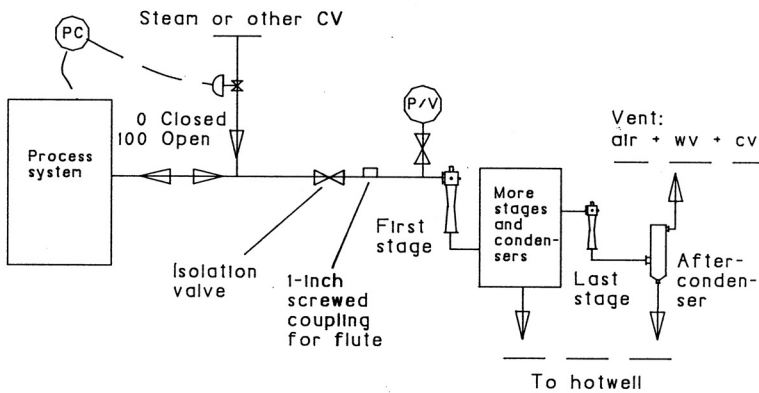 Steam or other CV
PC
P/V
0 Closed
100 Open
Vent:
air + wv + cv
Process
system
More
stages
and
conden-
sers
First
stage
Isolation
valve
1-inch
screwed
coupling
for flute
Last
stage
After-
conden-
ser
To hotwell